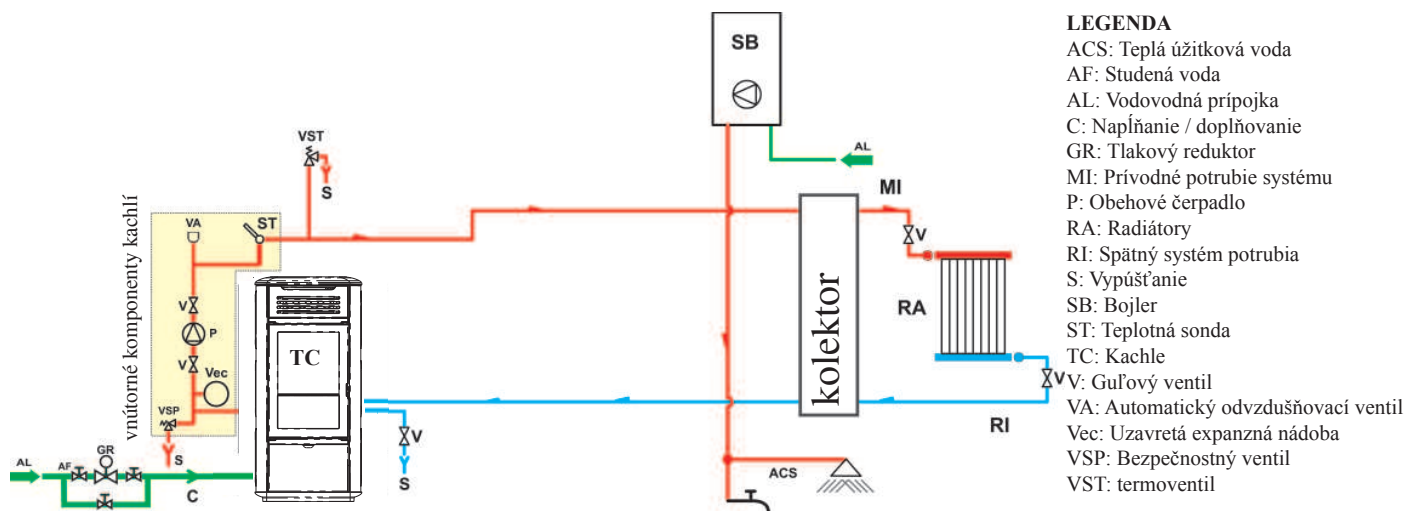 SB
VST
S
AL
MI
V
VA
ST
vnútorné komponenty kachlí
V
P
V
Vec
VSP
S
TC
kolektor
RA
V
RI
AL
AF
GR
C
V
S
ACS
LEGENDA
ACS: Teplá úžitková voda
AF: Studená voda
AL: Vodovodná prípojka
C: Napĺňanie / doplňovanie
GR: Tlakový reduktor
MI: Prívodné potrubie systému
P: Obehové čerpadlo
RA: Radiátory
RI: Spätný systém potrubia
S: Vypúšťanie
SB: Bojler
ST: Teplotná sonda
TC: Kachle
V: Guľový ventil
VA: Automatický odvzdušňovací ventil
Vec: Uzavretá expanzná nádoba
VSP: Bezpečnostný ventil
VST: termoventil